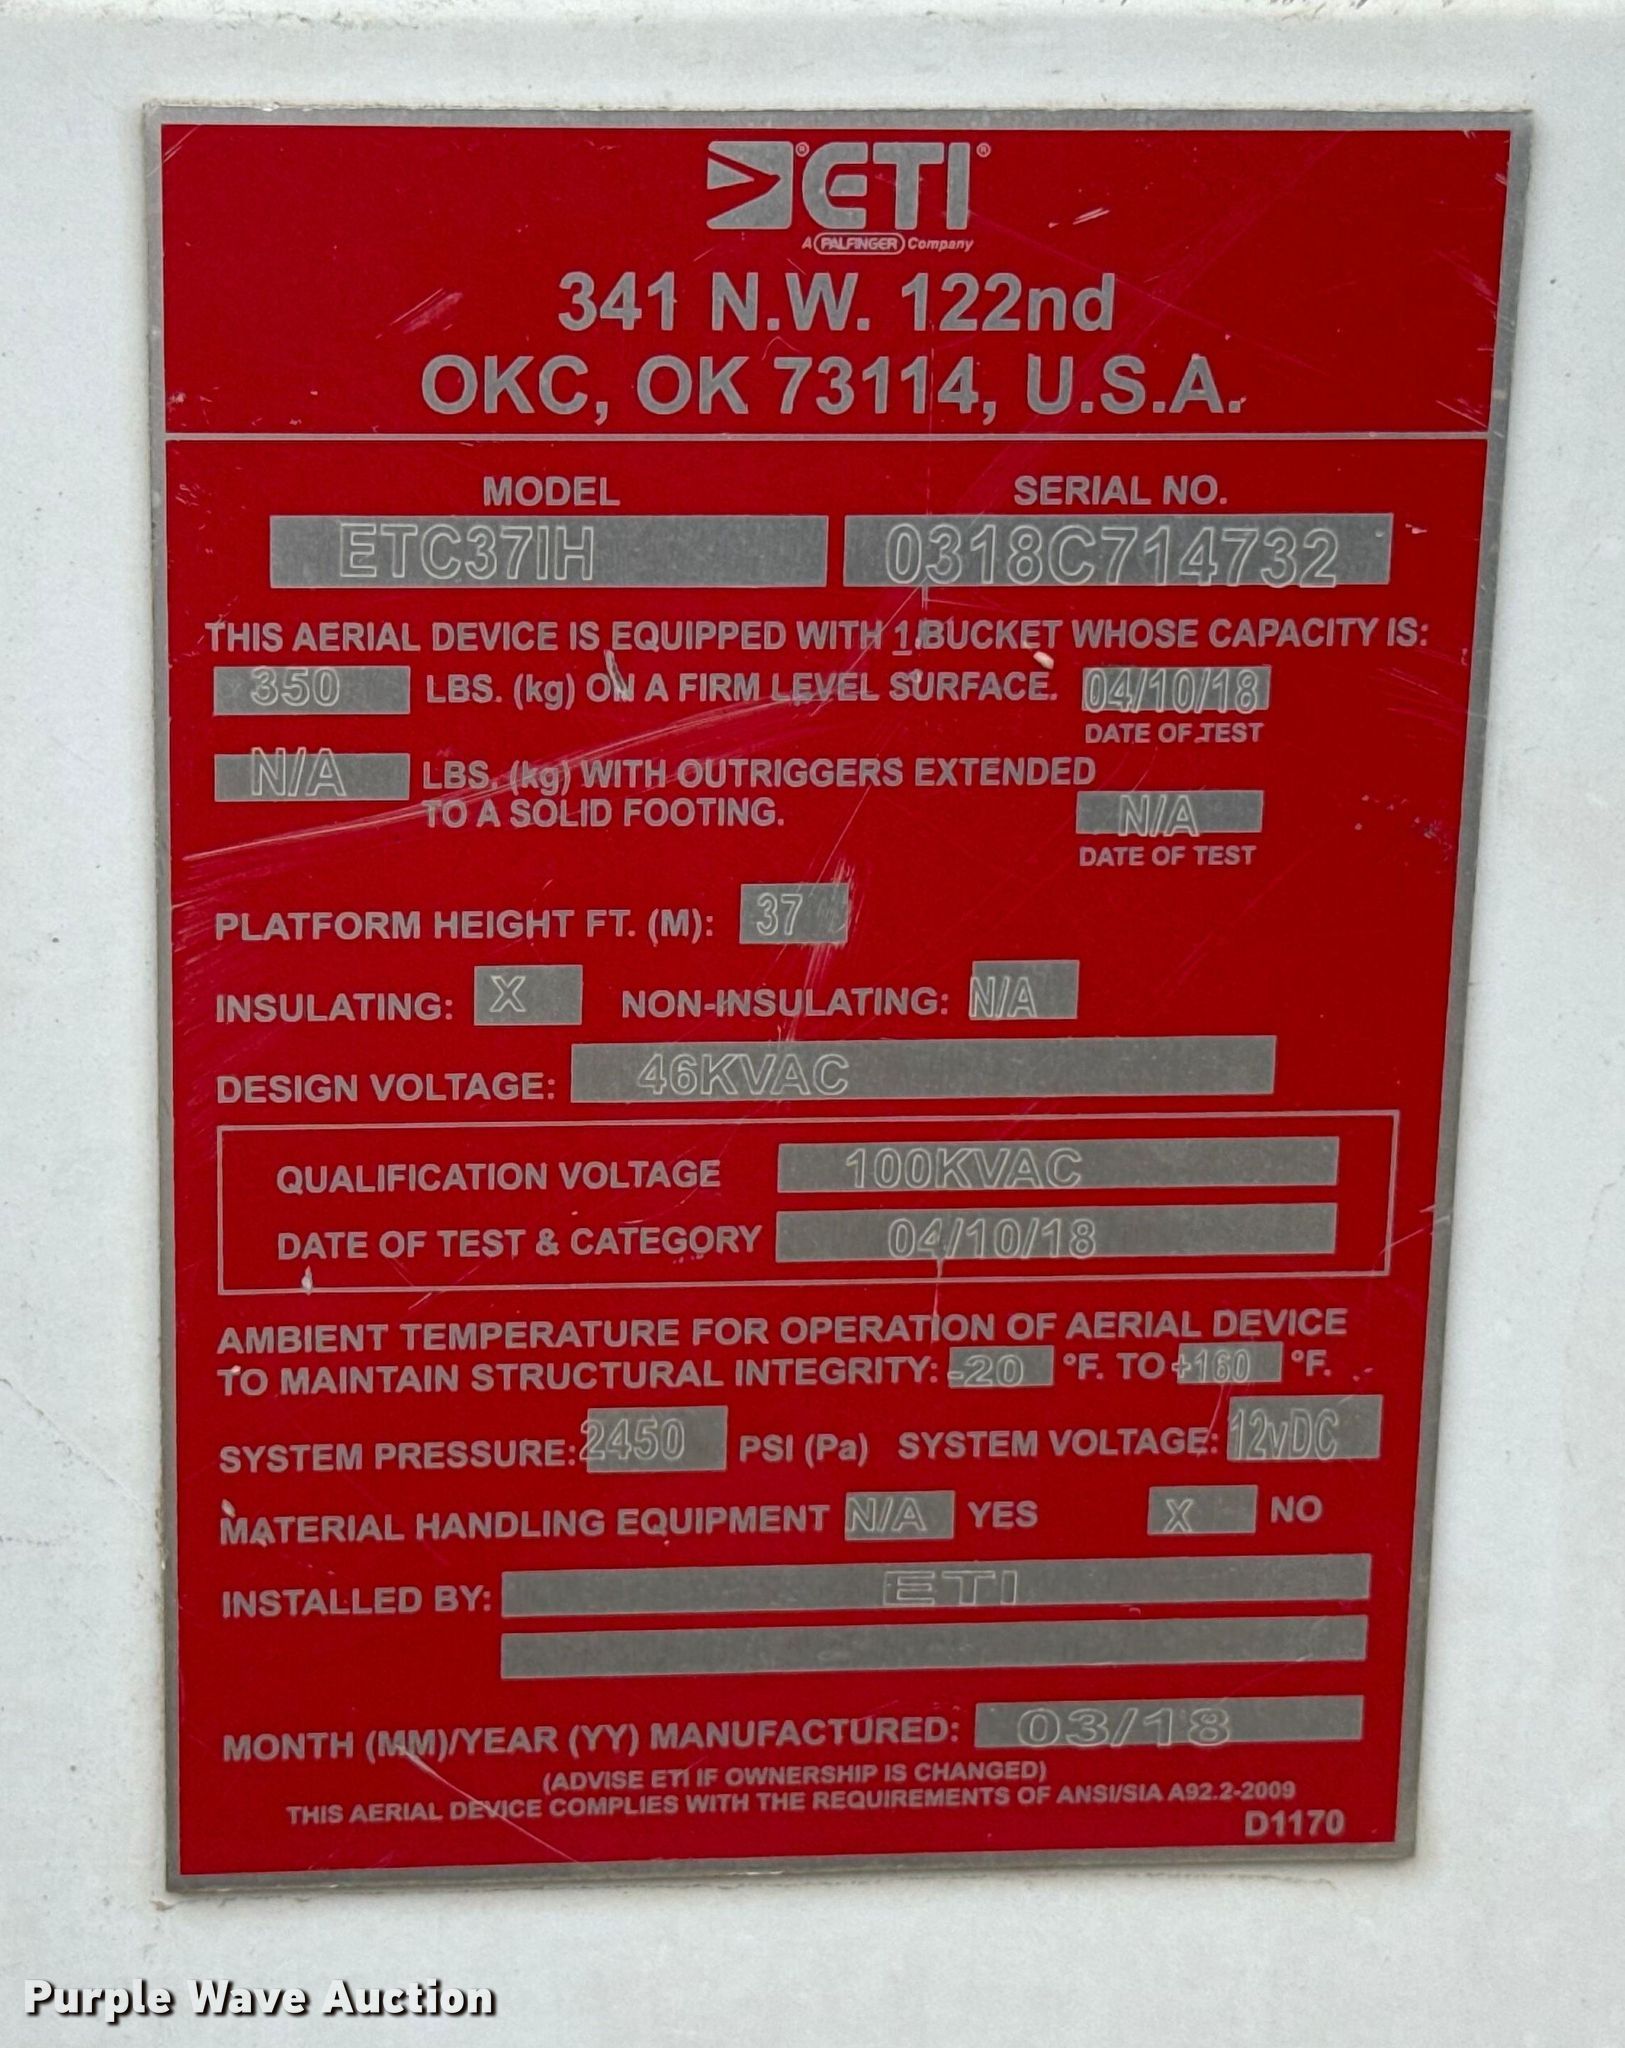 ® ETI ®
A PALFINGER Company
341 N.W. 122nd
OKC, OK 73114, U.S.A.
MODEL SERIAL NO.
ETC37IH 0318C714732
THIS AERIAL DEVICE IS EQUIPPED WITH 1 BUCKET WHOSE CAPACITY IS:
350 LBS. (kg) ON A FIRM LEVEL SURFACE. 04/10/18
DATE OF TEST
N/A LBS. (kg) WITH OUTRIGGERS EXTENDED
TO A SOLID FOOTING. N/A
DATE OF TEST
PLATFORM HEIGHT FT. (M): 37
INSULATING: X NON-INSULATING: N/A
DESIGN VOLTAGE: 46KVAC
QUALIFICATION VOLTAGE 100KVAC
DATE OF TEST & CATEGORY 04/10/18
AMBIENT TEMPERATURE FOR OPERATION OF AERIAL DEVICE
TO MAINTAIN STRUCTURAL INTEGRITY: -20 °F. TO +160 °F.
SYSTEM PRESSURE: 2450 PSI (Pa) SYSTEM VOLTAGE: 12vDC
MATERIAL HANDLING EQUIPMENT N/A YES X NO
INSTALLED BY: ETI
MONTH (MM)/YEAR (YY) MANUFACTURED: 03/18
(ADVISE ETI IF OWNERSHIP IS CHANGED)
THIS AERIAL DEVICE COMPLIES WITH THE REQUIREMENTS OF ANSI/SIA A92.2-2009
D1170
Purple Wave Auction